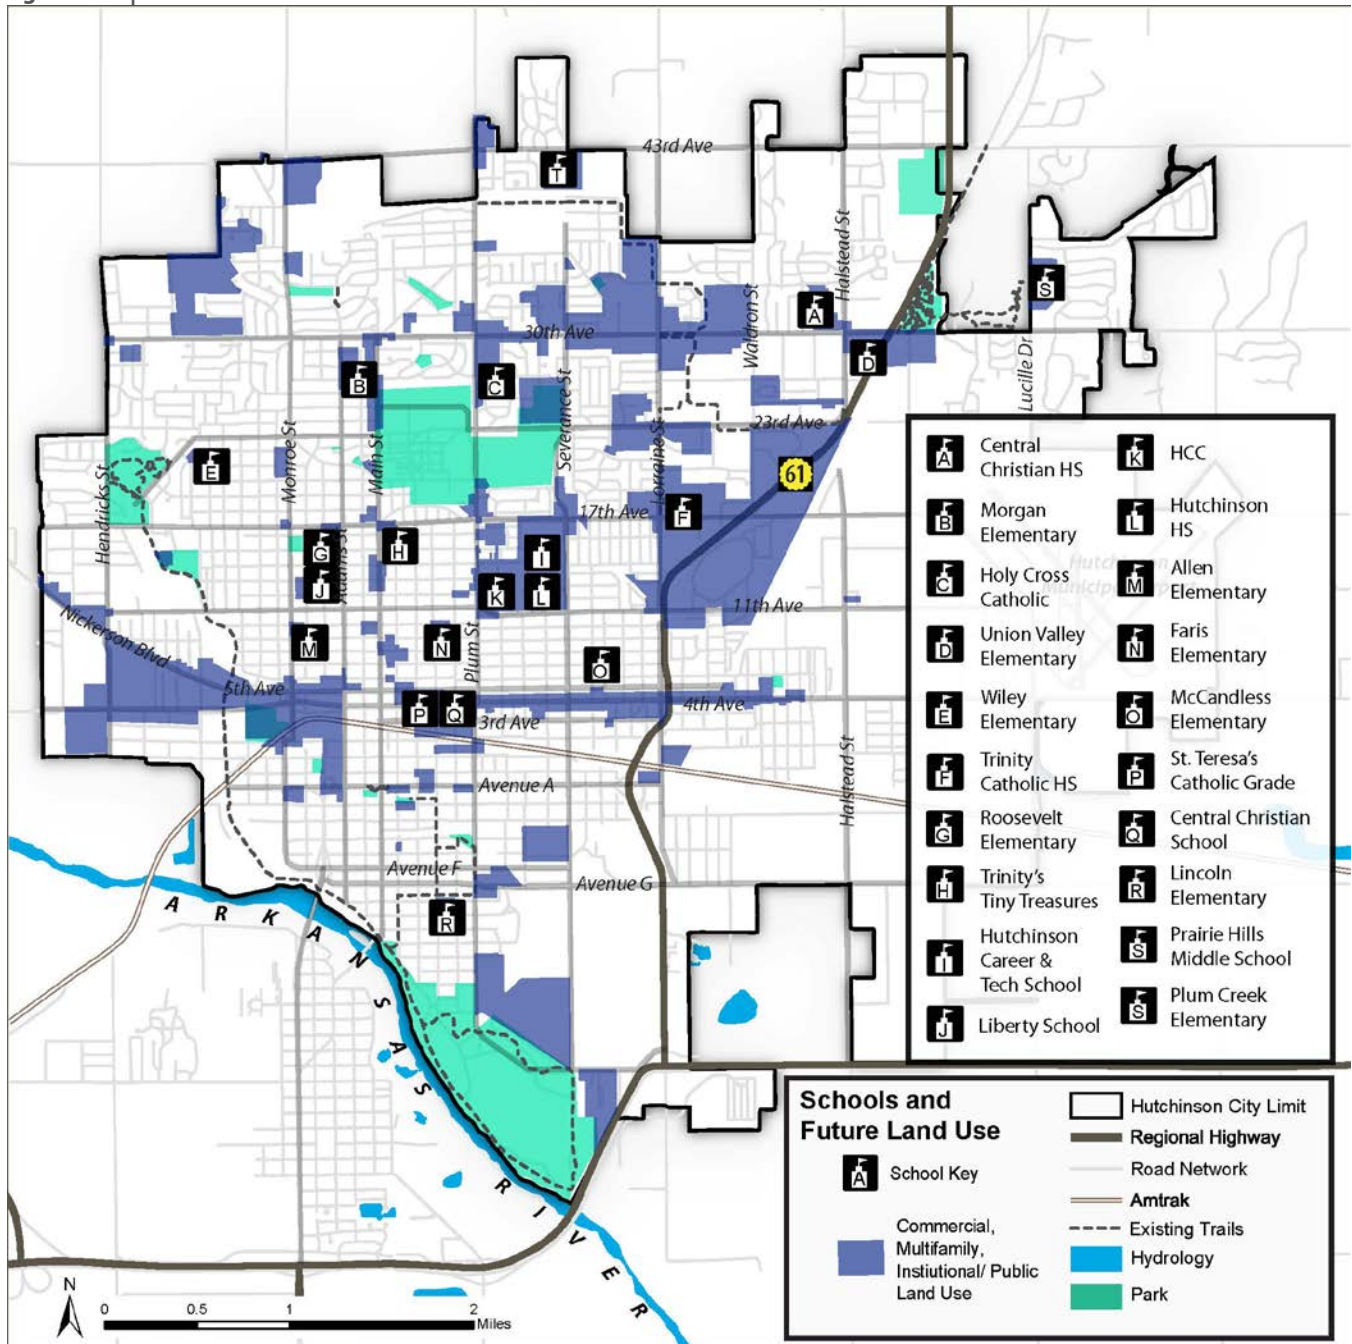 43rd Ave
T
Halstead St
S
A
Waldron St
30th Ave
Lucille Dr
D
B
C
Severance St
23rd Ave
Lorraine St
Main St
Monroe St
E
Hendricks St
61
17th Ave
F
G
H
I
Adams St
J
K
L
11th Ave
M
N
Plum St
O
Nickerson Blvd
5th Ave
4th Ave
P
Q
3rd Ave
Avenue A
Halstead St
Avenue F
Avenue G
R
ARKANSAS RIVER
A
Central
Christian HS
B
Morgan
Elementary
C
Holy Cross
Catholic
D
Union Valley
Elementary
E
Wiley
Elementary
F
Trinity
Catholic HS
G
Roosevelt
Elementary
H
Trinity's
Tiny Treasures
I
Hutchinson
Career &
Tech School
J
Liberty School
K
HCC
L
Hutchinson
HS
M
Allen
Elementary
N
Faris
Elementary
O
McCandless
Elementary
P
St. Teresa's
Catholic Grade
Q
Central Christian
School
R
Lincoln
Elementary
S
Prairie Hills
Middle School
S
Plum Creek
Elementary
Schools and
Future Land Use
A
School Key
Commercial,
Multifamily,
Instiutional/ Public
Land Use
Hutchinson City Limit
Regional Highway
Road Network
Amtrak
Existing Trails
Hydrology
Park
N
0 0.5 1 2
Miles